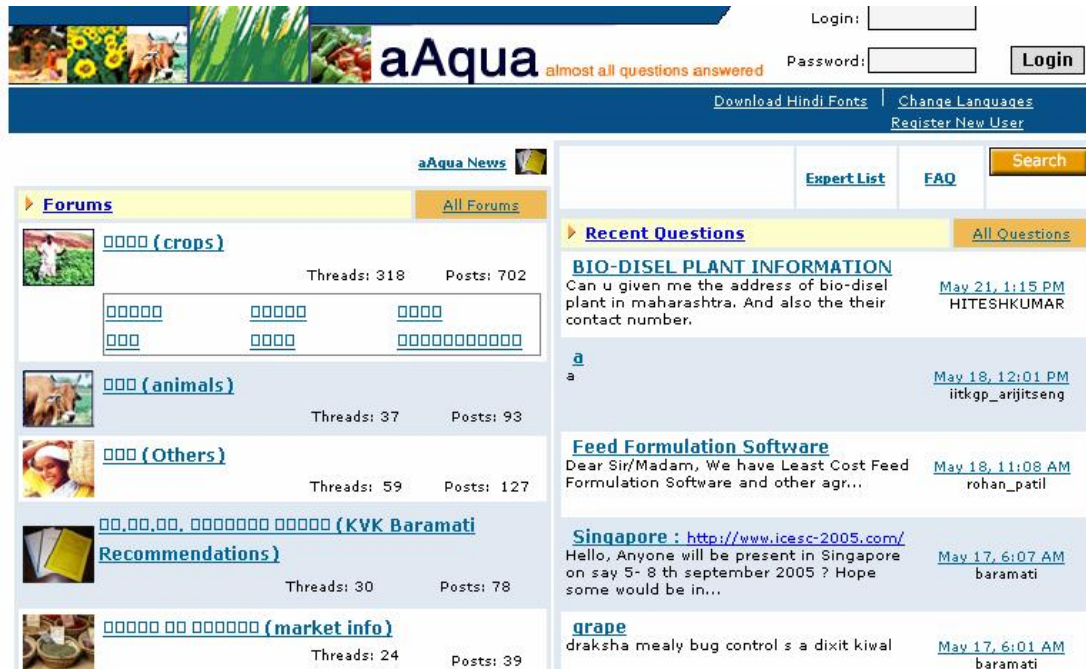 aAqua almost all questions answered
Login:
Password:
Login
Download Hindi Fonts
Change Languages
Register New User
aAqua News
Forums
All Forums
(crops)
Threads: 318 Posts: 702
(animals)
Threads: 37 Posts: 93
(Others)
Threads: 59 Posts: 127
(KVK Baramati
Recommendations)
Threads: 30 Posts: 78
(market info)
Threads: 24 Posts: 39
Expert List
FAQ
Search
Recent Questions
All Questions
BIO-DISEL PLANT INFORMATION
Can u given me the address of bio-disel
plant in maharashtra. And also the their
contact number.
May 21, 1:15 PM
HITESHKUMAR
a
a
May 18, 12:01 PM
iitkgp_arijitseng
Feed Formulation Software
Dear Sir/Madam, We have Least Cost Feed
Formulation Software and other agr...
May 18, 11:08 AM
rohan_patil
Singapore : http://www.icesc-2005.com/
Hello, Anyone will be present in Singapore
on say 5- 8 th september 2005 ? Hope
some would be in...
May 17, 6:07 AM
baramati
grape
draksha mealy bug control s a dixit kiwal
May 17, 6:01 AM
baramati